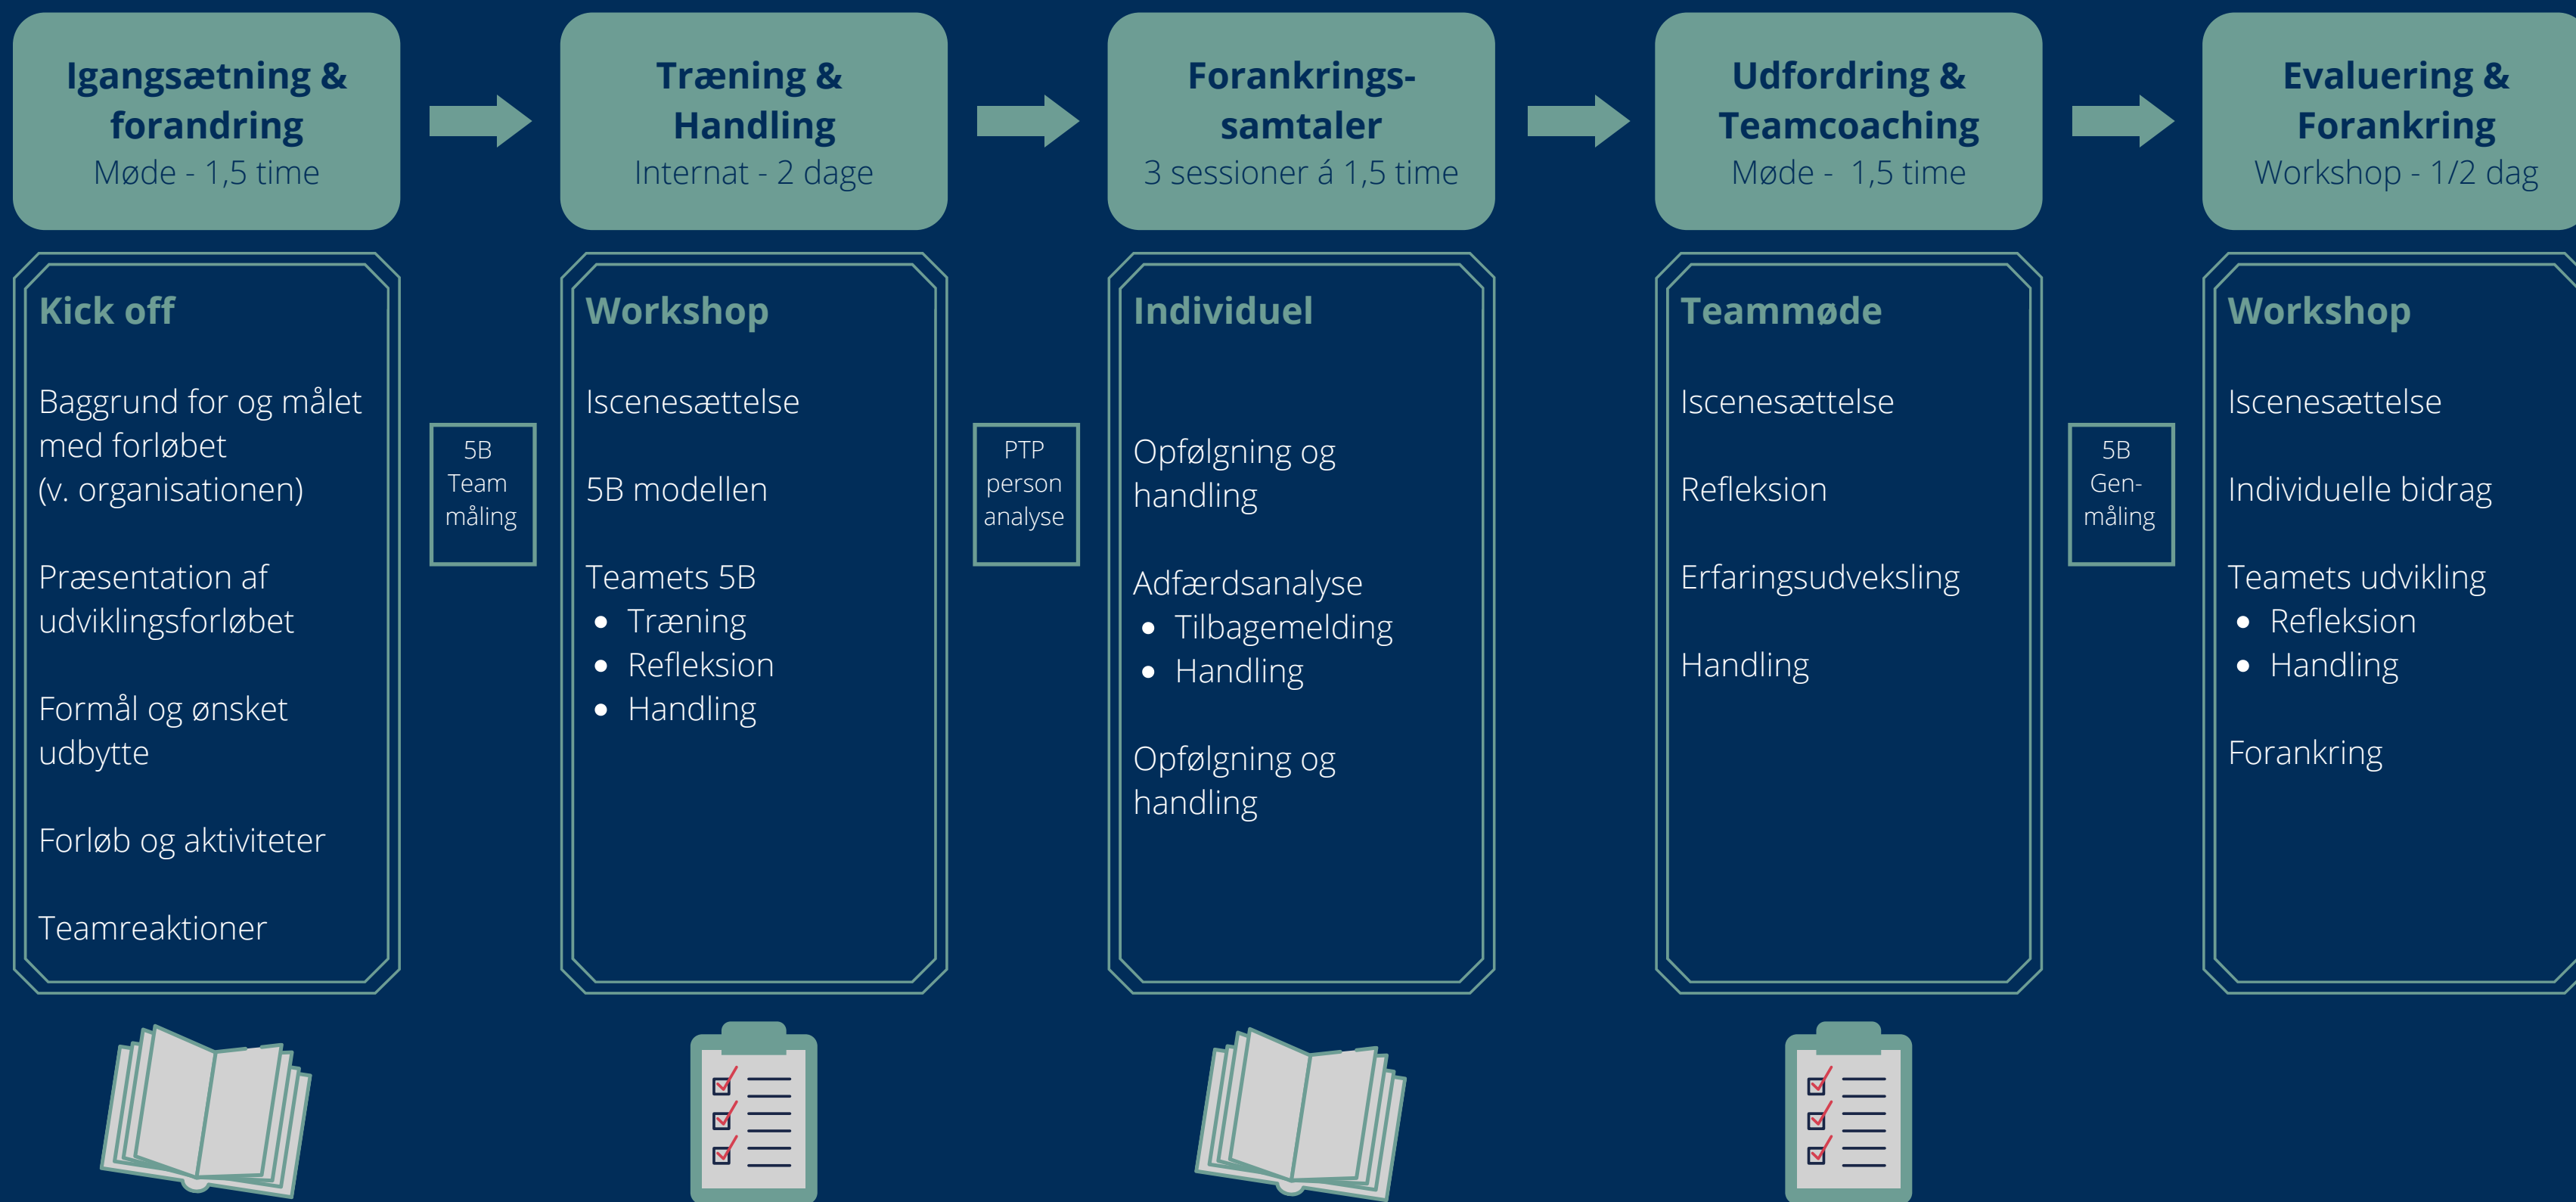 Igangsætning &
forandring
Møde - 1,5 time
Træning &
Handling
Internat - 2 dage
Forankrings-
samtaler
3 sessioner á 1,5 time
Udfordring &
Teamcoaching
Møde - 1,5 time
Evaluering &
Forankring
Workshop - 1/2 dag
Kick off
Baggrund for og målet
med forløbet
(v. organisationen)
Præsentation af
udviklingsforløbet
Formål og ønsket
udbytte
Forløb og aktiviteter
Teamreaktioner
5B
Team
måling
Workshop
Iscenesættelse
5B modellen
Teamets 5B
• Træning
• Refleksion
• Handling
PTP
person
analyse
Individuel
Opfølgning og
handling
Adfærdsanalyse
• Tilbagemelding
• Handling
Opfølgning og
handling
Teammøde
Iscenesættelse
Refleksion
Erfaringsudveksling
Handling
5B
Gen-
måling
Workshop
Iscenesættelse
Individuelle bidrag
Teamets udvikling
• Refleksion
• Handling
Forankring